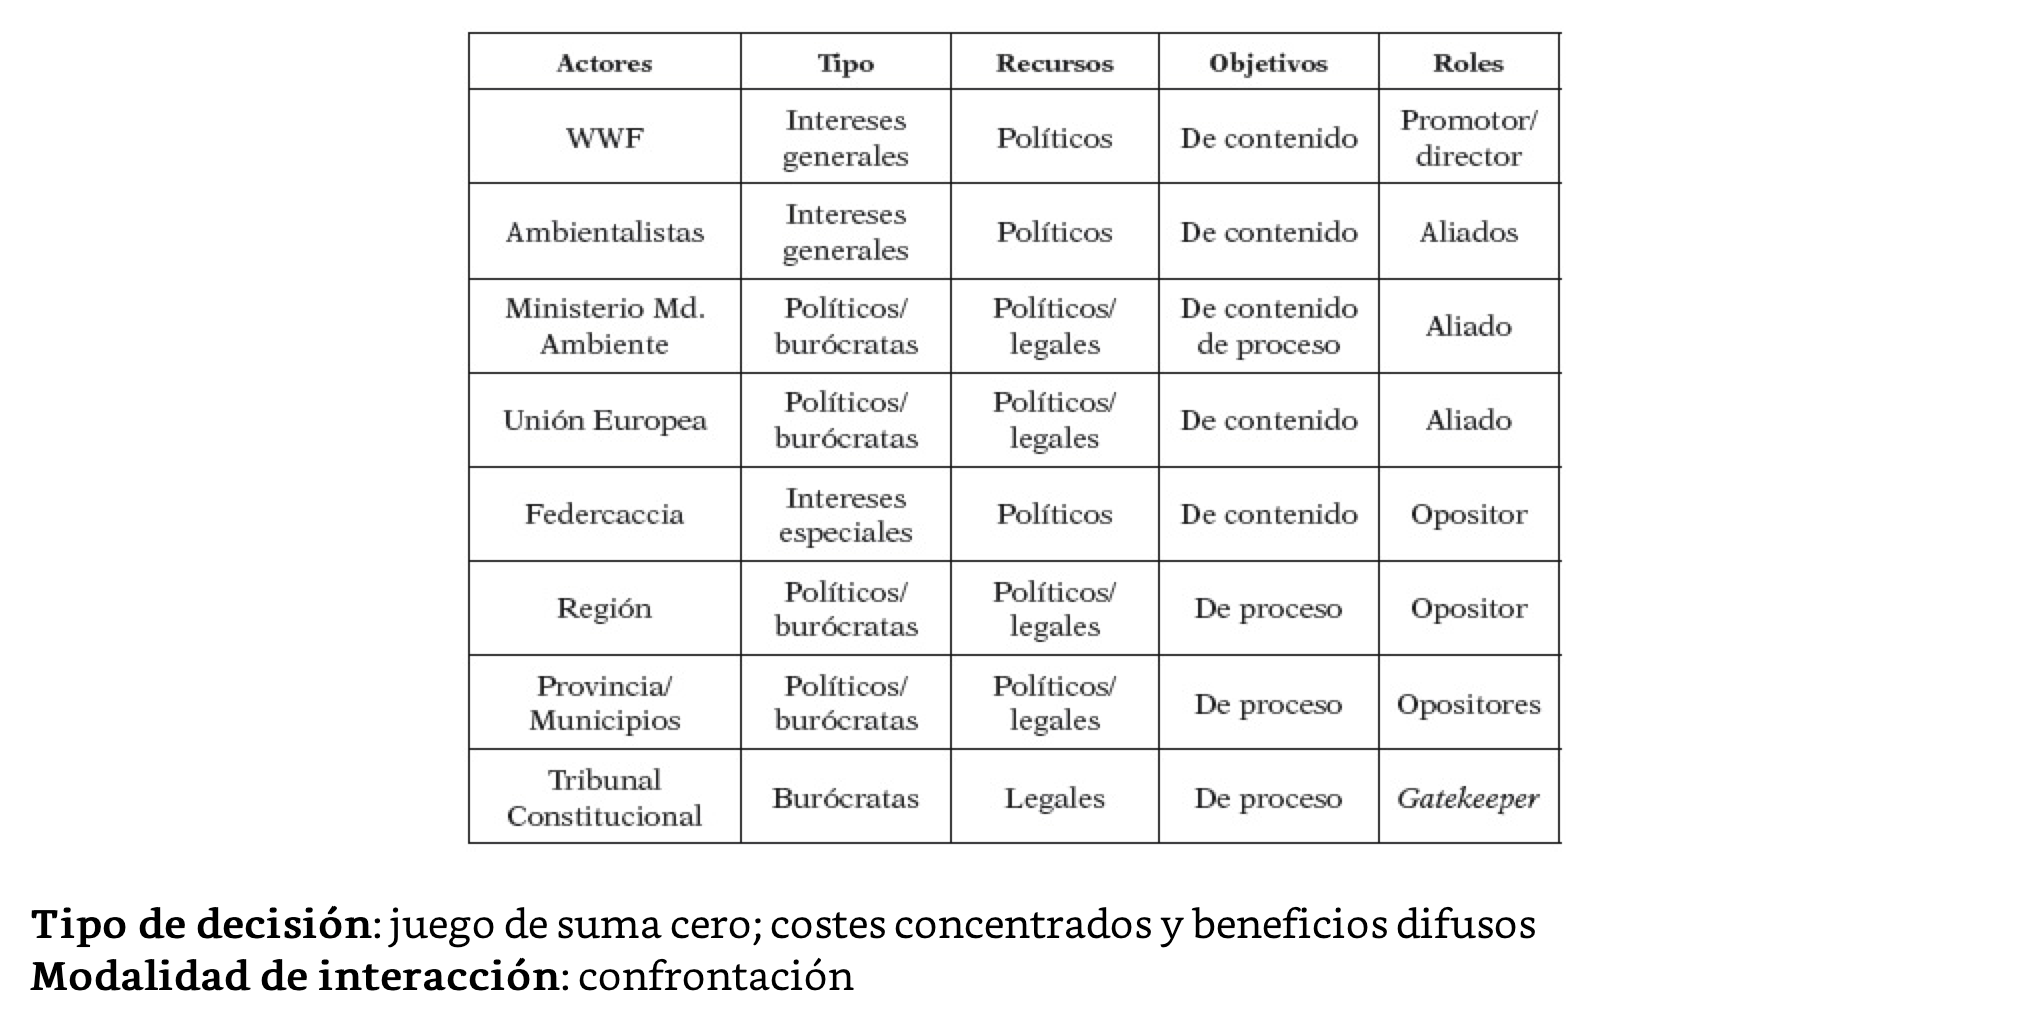 Actores Tipo Recursos Objetivos Roles
WWF Intereses generales Políticos De contenido Promotor/ director
Ambientalistas Intereses generales Políticos De contenido Aliados
Ministerio Md. Ambiente Políticos/ burócratas Políticos/ legales De contenido de proceso Aliado
Unión Europea Políticos/ burócratas Políticos/ legales De contenido Aliado
Federcaccia Intereses especiales Políticos De contenido Opositor
Región Políticos/ burócratas Políticos/ legales De proceso Opositor
Provincia/ Municipios Políticos/ burócratas Políticos/ legales De proceso Opositores
Tribunal Constitucional Burócratas Legales De proceso Gatekeeper
Tipo de decisión: juego de suma cero; costes concentrados y beneficios difusos
Modalidad de interacción: confrontación